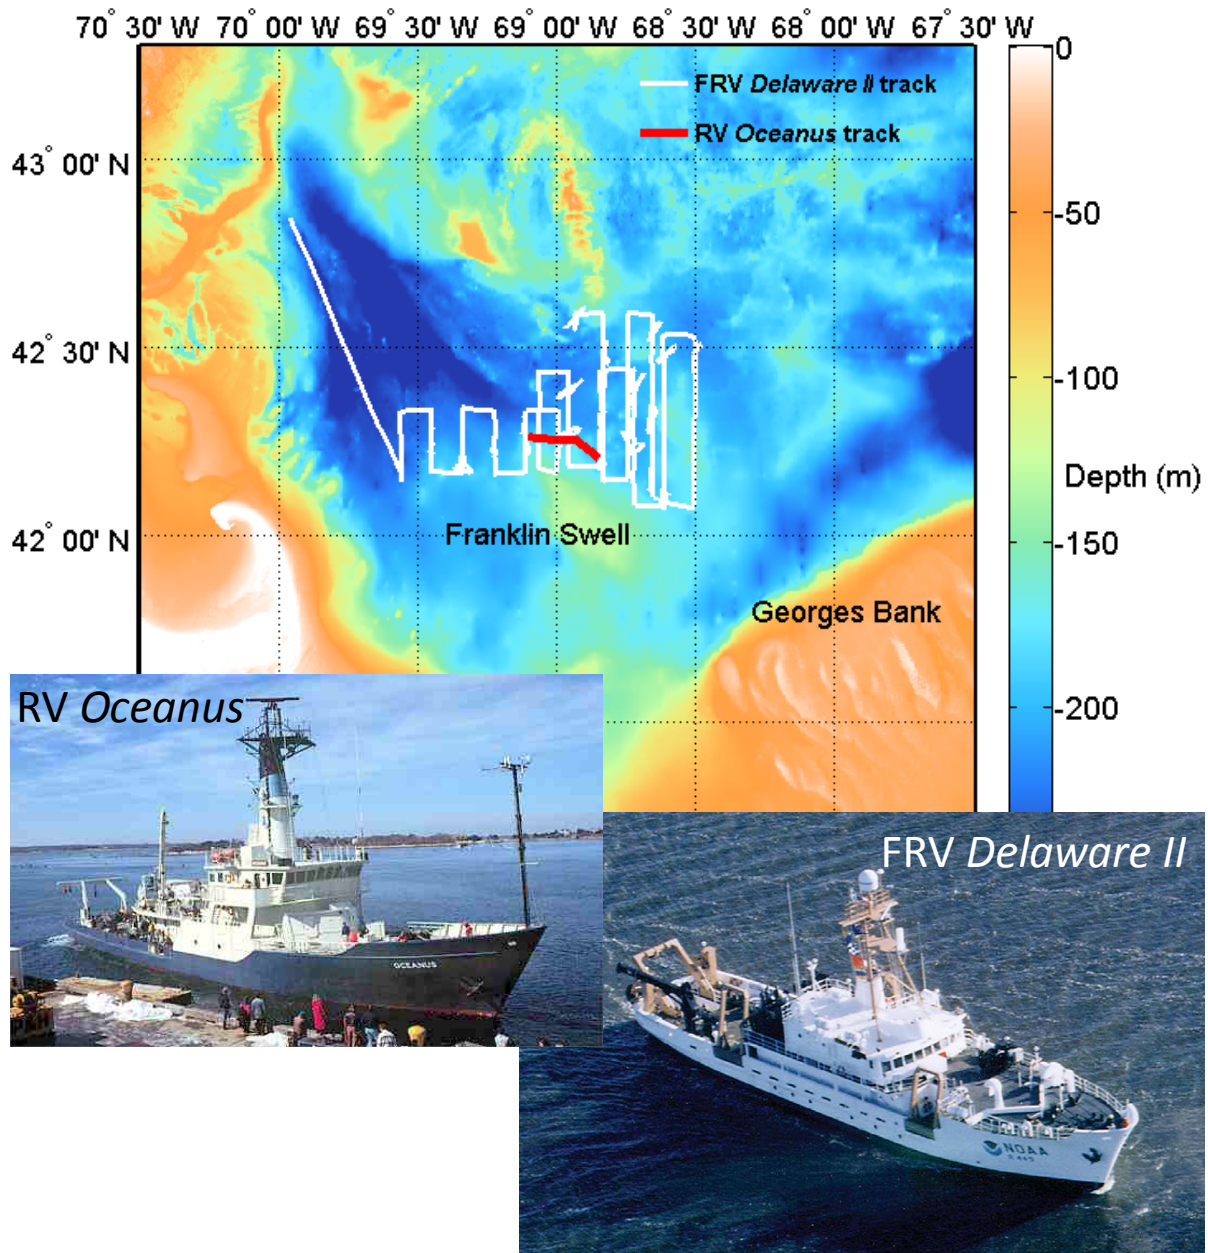 70° 30' W 70° 00' W 69° 30' W 69° 00' W 68° 30' W 68° 00' W 67° 30' W
0
FRV Delaware II track
RV Oceanus track
43° 00' N
-50
42° 30' N
-100
Depth (m)
42° 00' N
Franklin Swell
-150
Georges Bank
-200
RV Oceanus
FRV Delaware II
OCEANUS
NOAA